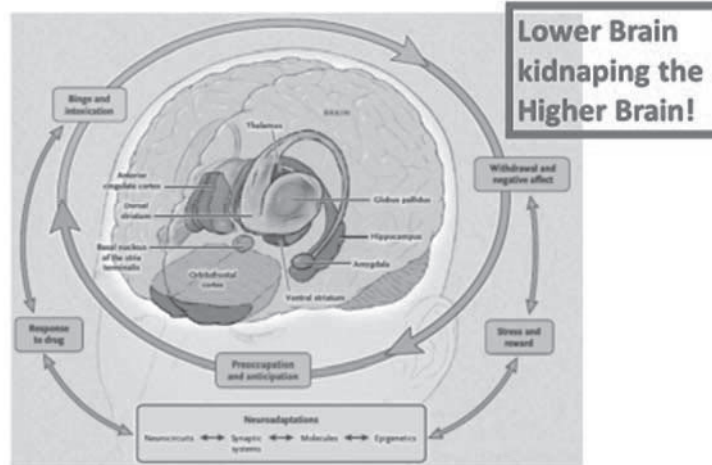 Lower Brain
kidnaping the
Higher Brain!
Binge and
intoxication
BRAIN
Thalamus
Anterior
cingulate cortex
Dorsal
striatum
Globus pallidus
Withdrawal and
negative affect
Basal nucleus
of the stria
terminalis
Hippocampus
Amygdala
Orbitofrontal
cortex
Ventral striatum
Response
to drug
Stress and
reward
Preoccupation
and anticipation
Neuroadaptations
Neurocircuits
Synaptic
systems
Molecules
Epigenetics